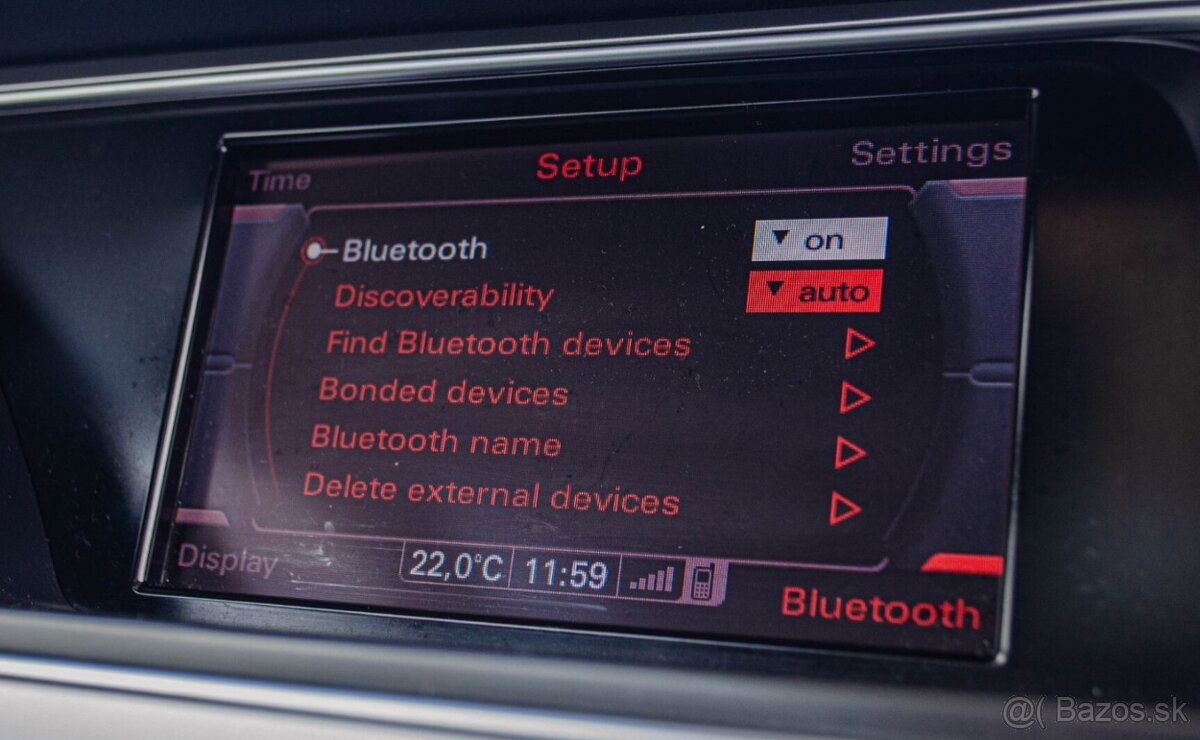 Time Setup Settings
Bluetooth ▼ on
Discoverability ▼ auto
Find Bluetooth devices
Bonded devices
Bluetooth name
Delete external devices
Display 22,0°C 11:59 Bluetooth
@( Bazos.sk